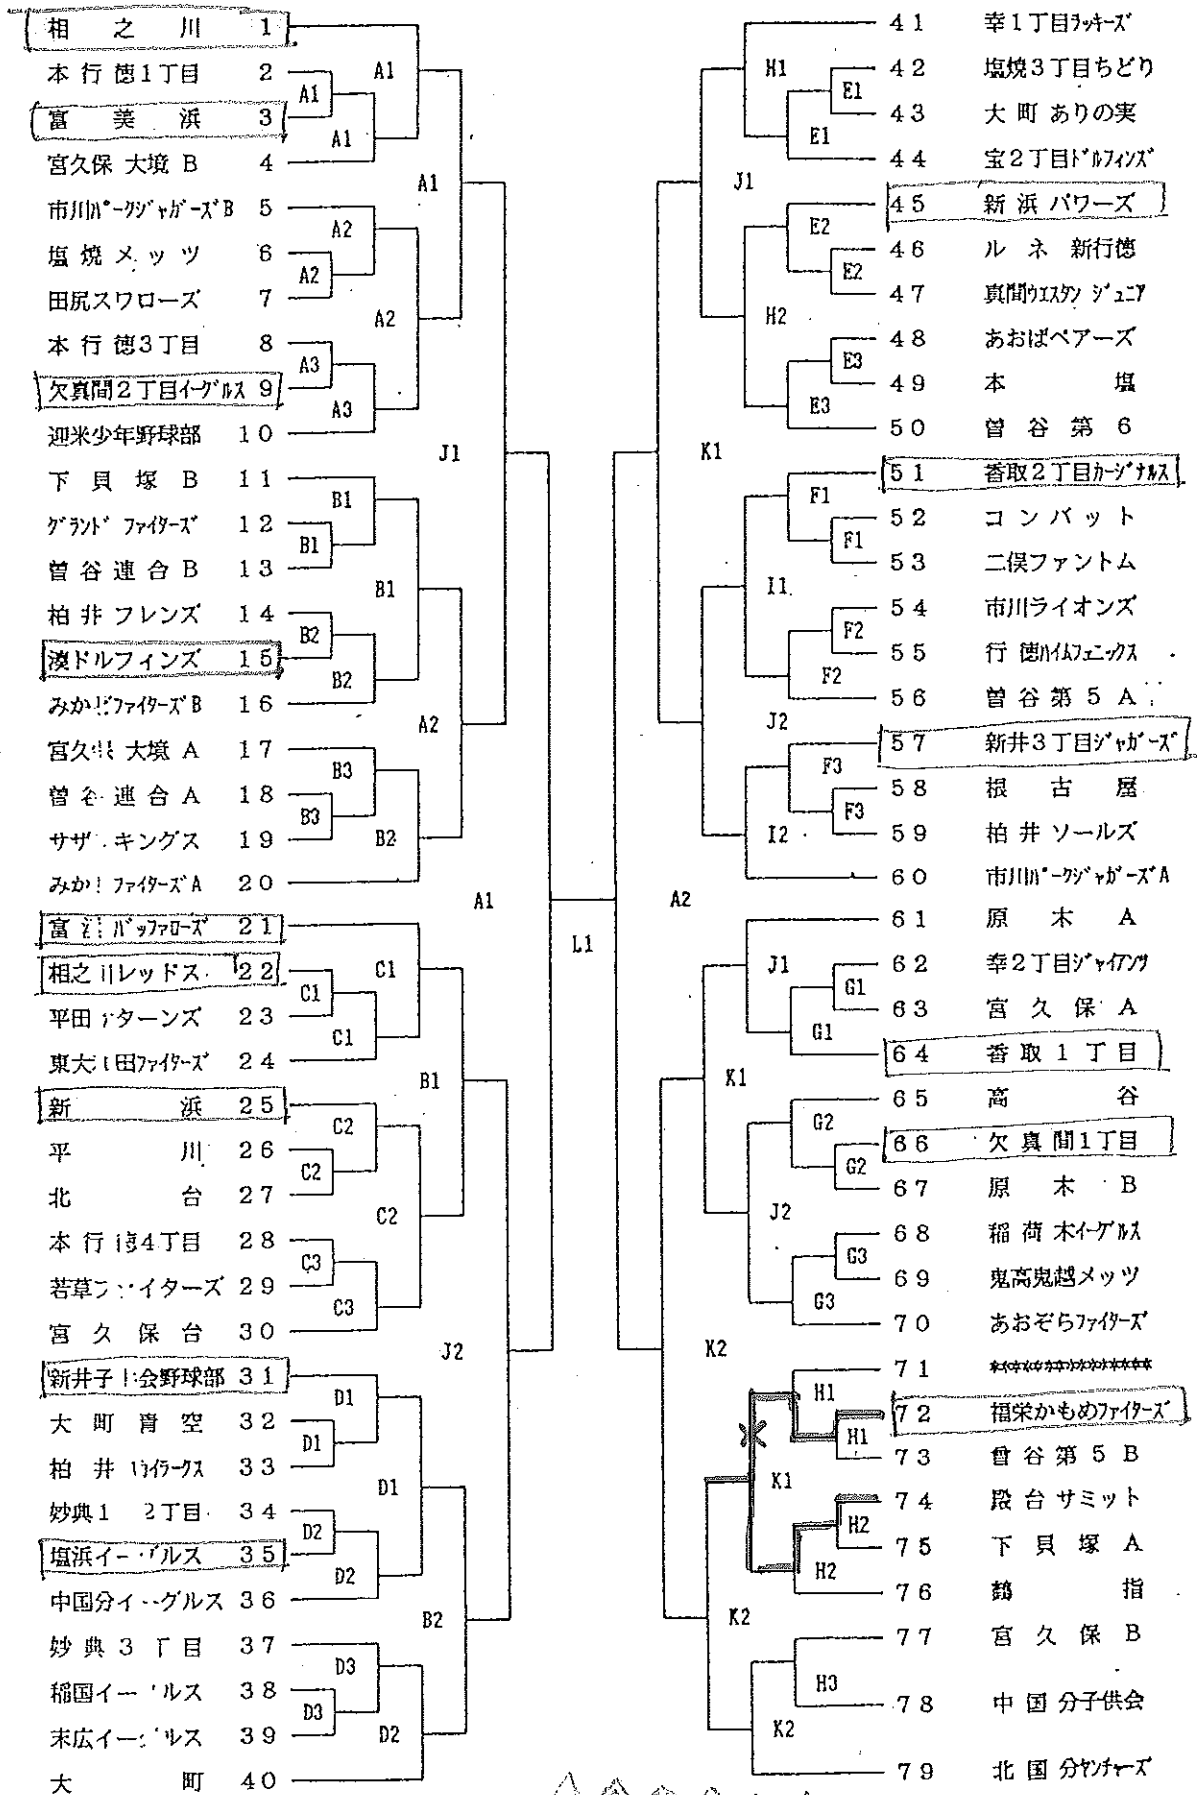 相之川 1
本行徳1丁目 2
富美浜 3
宮久保 大境 B 4
市川パークジャガーズB 5
塩焼メッツ 6
田尻スワローズ 7
本行徳3丁目 8
欠真間2丁目イーグルス 9
迎米少年野球部 10
下貝塚 B 11
グランド ファイターズ 12
曽谷連合 B 13
柏井フレンズ 14
湊ドルフィンズ 15
ファイターズ B 16
大境 A 17
連合 A 18
キングス 19
ファイターズ A 20
バッファローズ 21
レッドス 22
平田 ターンズ 23
ファイターズ 24
新浜 25
平川 26
北台 27
本行 4丁目 28
若草 イターズ 29
宮久保台 30
新井子 会野球部 31
大町青空 32
柏井 33
妙典1 2丁目 34
塩浜イー グルス 35
中国分イーグルス 36
妙典3丁目 37
稲国イー ルス 38
末広イー ルス 39
大町 40
A1
A1
A1
A1
A2
A2
A2
A3
A3
J1
B1
B1
B1
B2
B2
A2
B3
B3
B2
A1
C1
C1
C1
B1
C2
C2
C2
C3
C3
J2
D1
D1
D1
D2
D2
B2
D3
D3
D2
L1
41 幸1丁目ラッキーズ
42 塩焼3丁目ちどり
43 大町 ありの実
44 宝2丁目ドルフィンズ
45 新浜パワーズ
46 ルネ 新行徳
47 真間ウエスタン ジュニア
48 あおばベアーズ
49 本塩
50 曽谷第6
51 香取2丁目カージナルス
52 コンバット
53 二俣ファントム
54 市川ライオンズ
55 行徳ハイムフェニックス
56 曽谷第5A
57 新井3丁目ジャガーズ
58 根古屋
59 柏井ソールズ
60 市川パークジャガーズA
61 原木 A
62 幸2丁目ジャイアンツ
63 宮久保 A
64 香取1丁目
65 高谷
66 欠真間1丁目
67 原木 B
68 稲荷木イーグルス
69 鬼高鬼越メッツ
70 あおぞらファイターズ
71 ****************
72 福栄かもめファイターズ
73 曽谷第5B
74 段台サミット
75 下貝塚 A
76 鶴指
77 宮久保 B
78 中国分子供会
79 北国分ヤンチャーズ
H1
E1
E1
J1
E2
E2
H2
E3
E3
K1
F1
F1
I1
F2
F2
J2
F3
F3
I2
A2
J1
G1
G1
K1
G2
G2
J2
G3
G3
K2
H1
H1
K1
H2
H2
K2
H3
K2